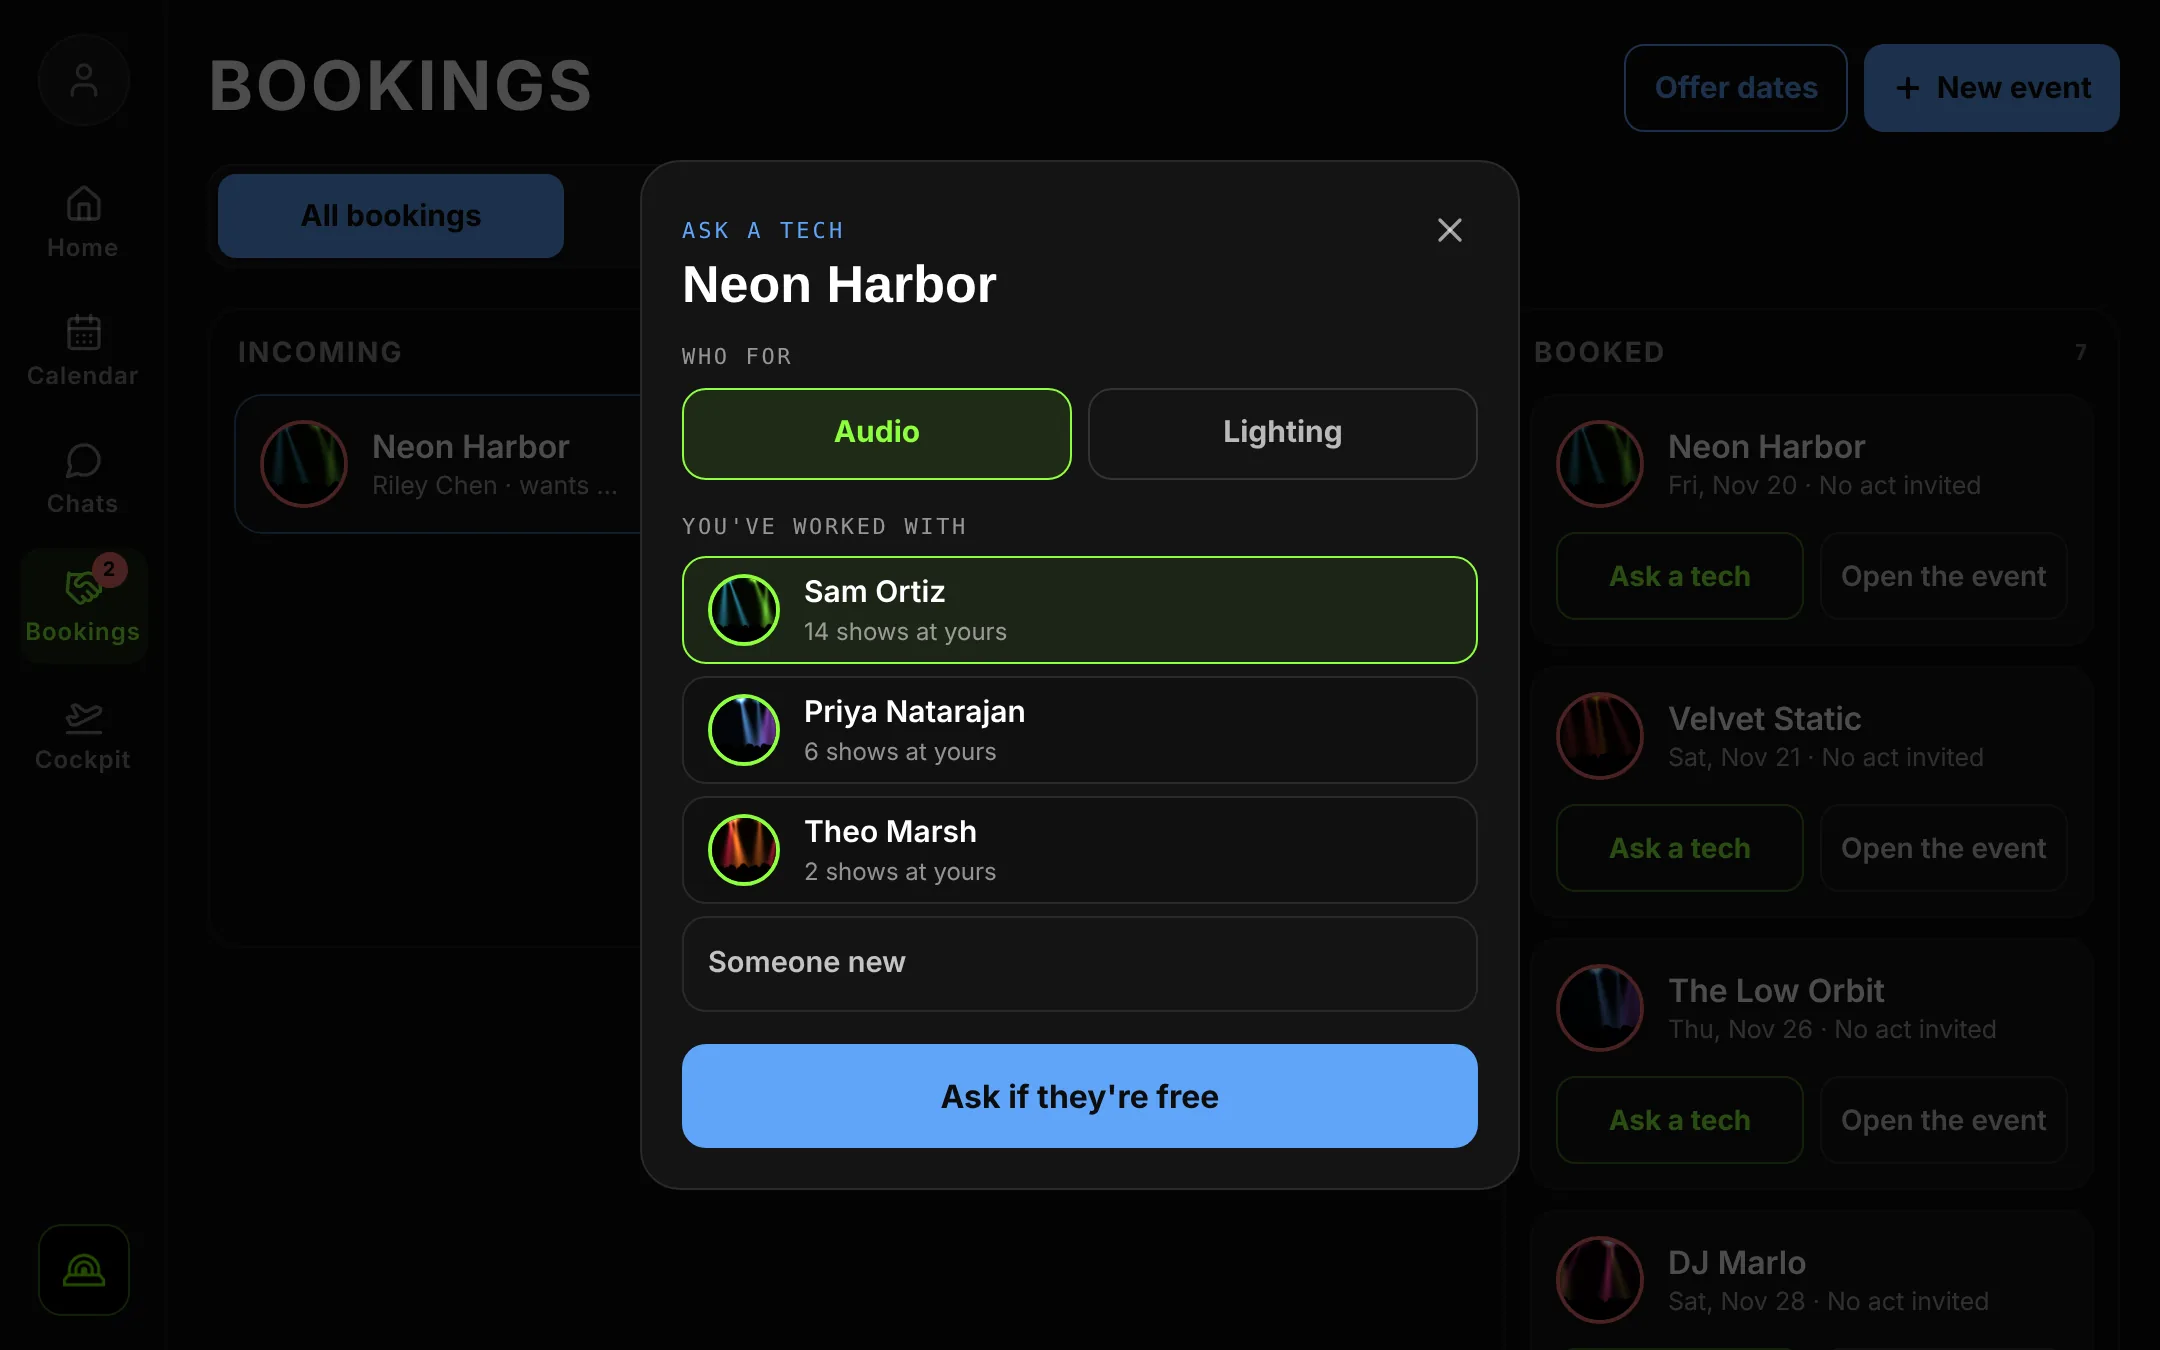 BOOKINGS
Offer dates
+ New event
Home
Calendar
Chats
2
Bookings
Cockpit
All bookings
INCOMING
Neon Harbor
Riley Chen · wants ...
ASK A TECH
Neon Harbor
WHO FOR
Audio
Lighting
YOU'VE WORKED WITH
Sam Ortiz
14 shows at yours
Priya Natarajan
6 shows at yours
Theo Marsh
2 shows at yours
Someone new
Ask if they're free
BOOKED
7
Neon Harbor
Fri, Nov 20 · No act invited
Ask a tech
Open the event
Velvet Static
Sat, Nov 21 · No act invited
Ask a tech
Open the event
The Low Orbit
Thu, Nov 26 · No act invited
Ask a tech
Open the event
DJ Marlo
Sat, Nov 28 · No act invited